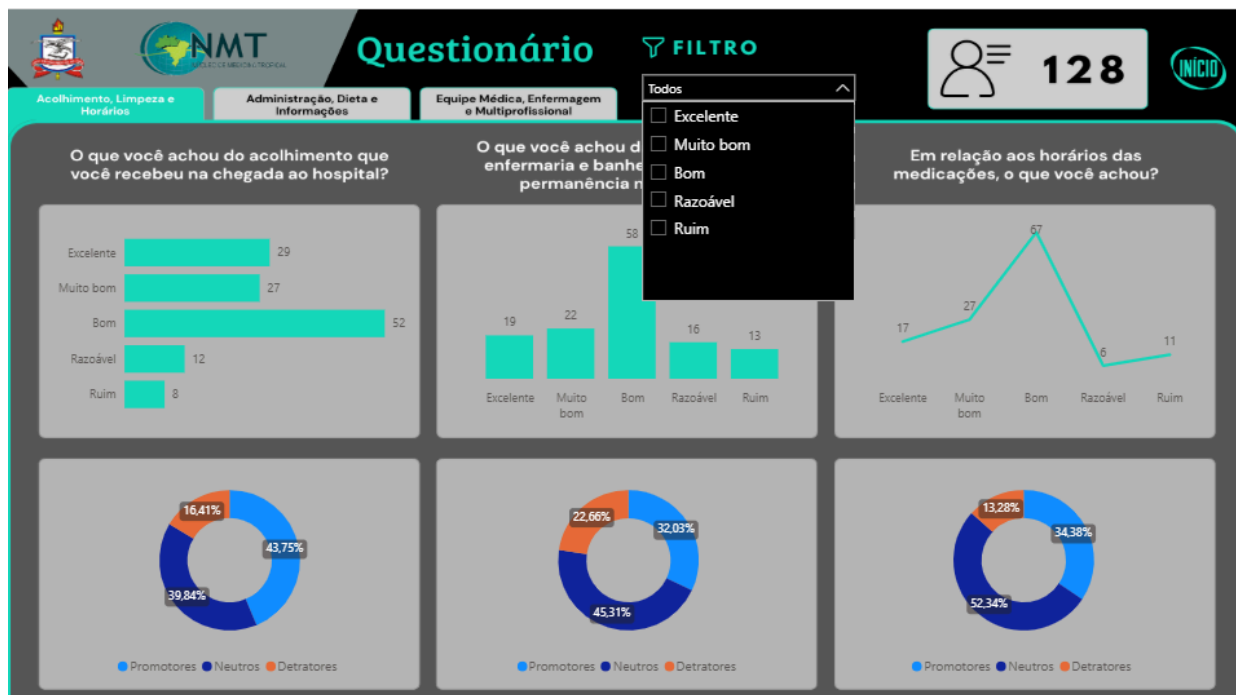 NMT
NÚCLEO DE MEDICINA TROPICAL
Questionário
FILTRO
128
INÍCIO
Todos
Excelente
Muito bom
Bom
Razoável
Ruim
Acolhimento, Limpeza e
Horários
Administração, Dieta e
Informações
Equipe Médica, Enfermagem
e Multiprofissional
O que você achou do acolhimento que
você recebeu na chegada ao hospital?
Excelente 29
Muito bom 27
Bom 52
Razoável 12
Ruim 8
O que você achou d
enfermaria e banhe
permanência n
58
19
22
16
13
Excelente
Muito
bom
Bom
Razoável
Ruim
Em relação aos horários das
medicações, o que você achou?
67
27
17
6
11
Excelente
Muito
bom
Bom
Razoável
Ruim
16,41%
43,75%
39,84%
Promotores Neutros Detratores
22,66%
32,03%
45,31%
Promotores Neutros Detratores
13,28%
34,38%
52,34%
Promotores Neutros Detratores